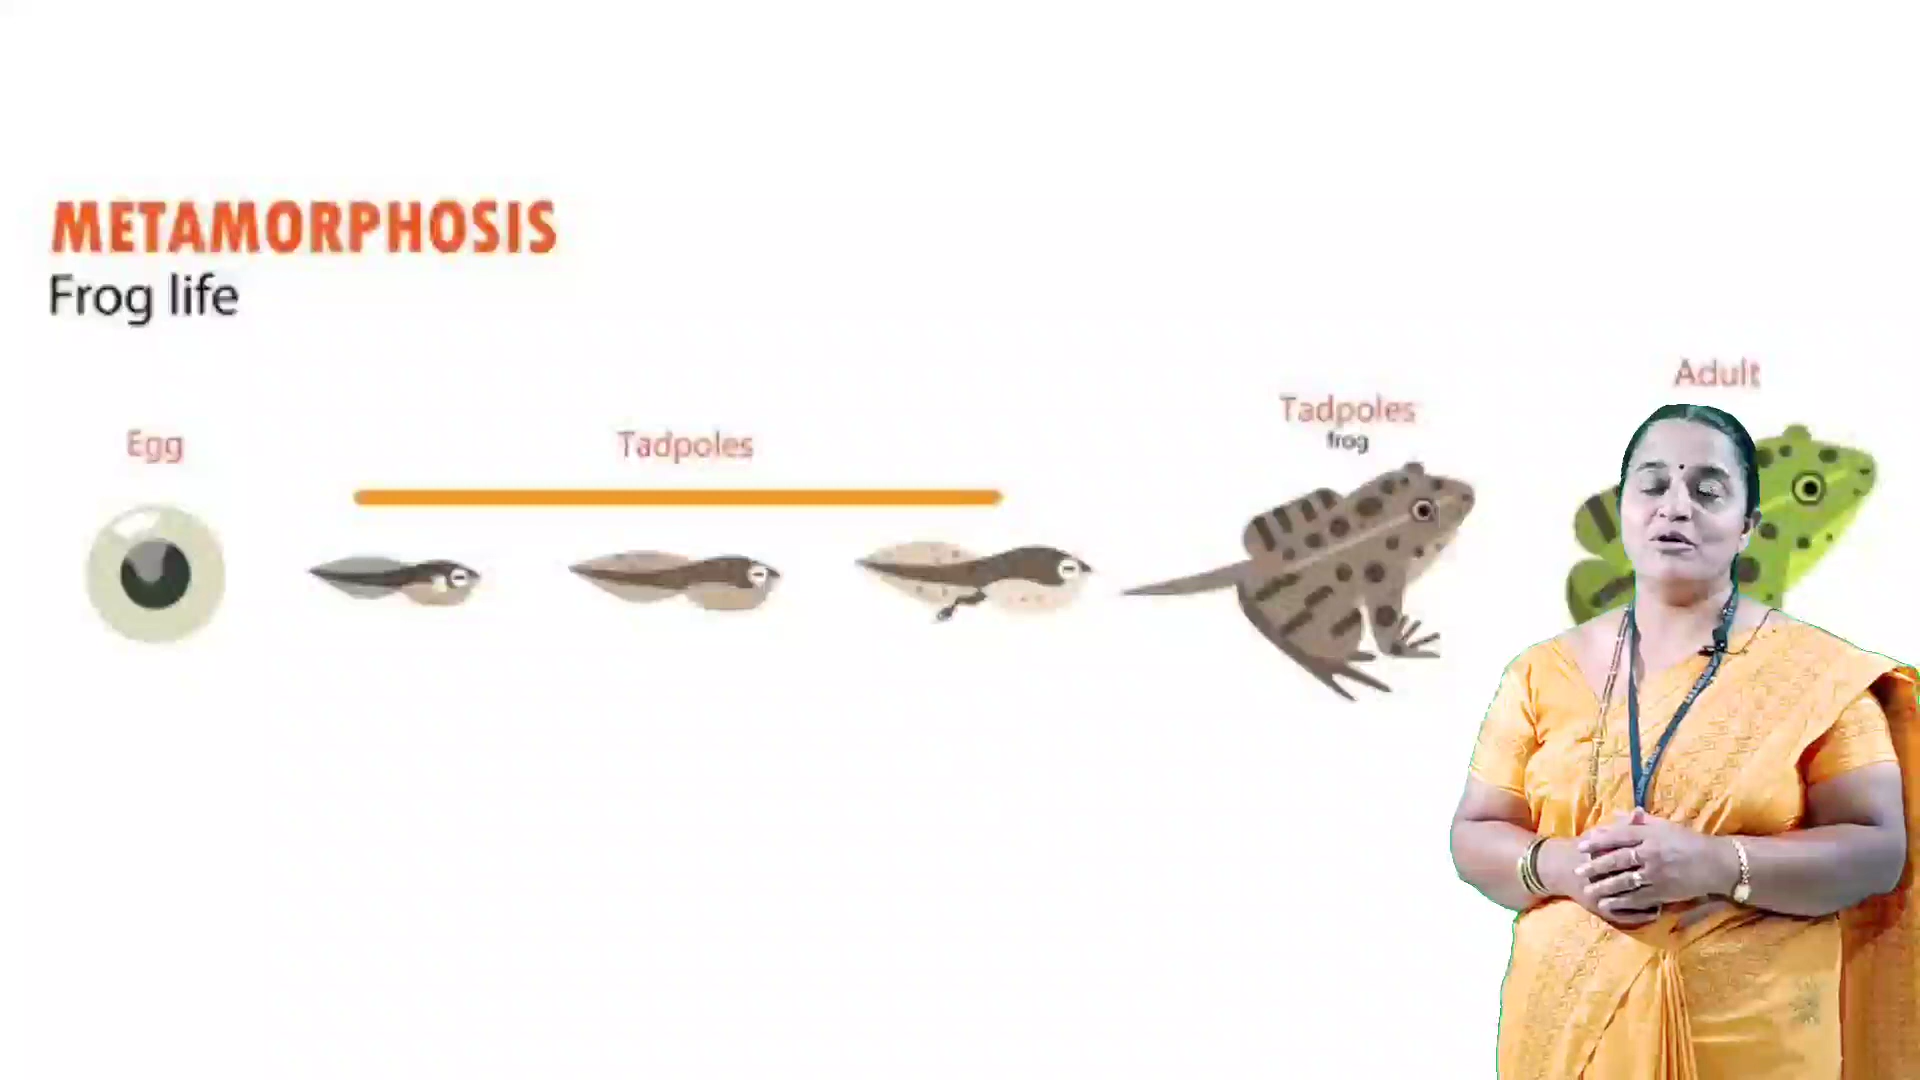 METAMORPHOSIS
Frog life
Egg
Tadpoles
Tadpoles
frog
Adult